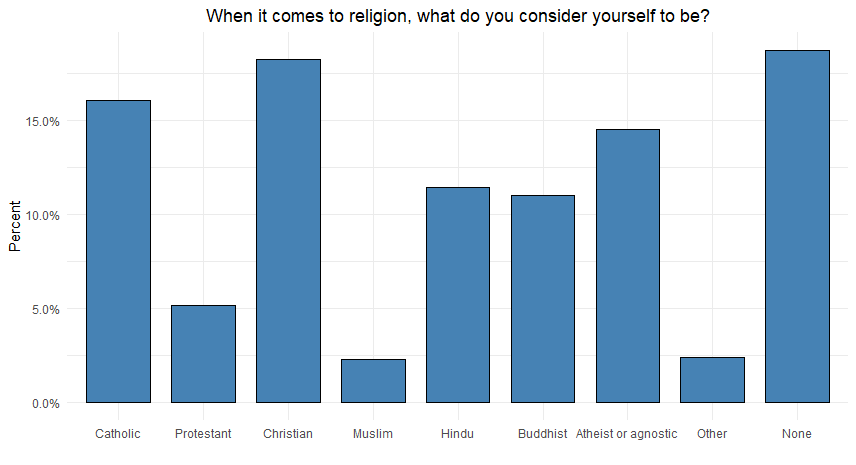 When it comes to religion, what do you consider yourself to be?
Percent
15.0%
10.0%
5.0%
0.0%
Catholic Protestant Christian Muslim Hindu Buddhist Atheist or agnostic Other None